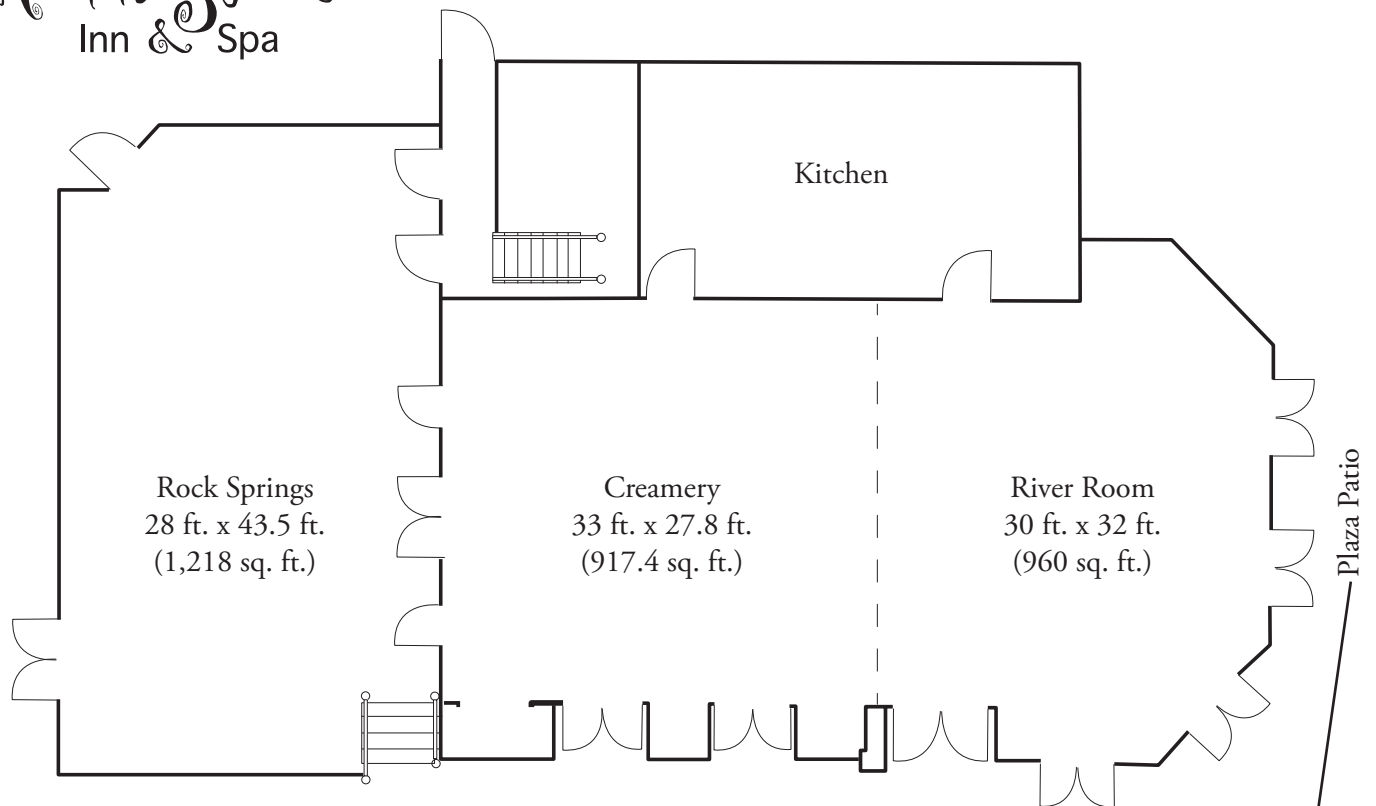 Inn & Spa
Kitchen
Rock Springs
28 ft. x 43.5 ft.
(1,218 sq. ft.)
Creamery
33 ft. x 27.8 ft.
(917.4 sq. ft.)
River Room
30 ft. x 32 ft.
(960 sq. ft.)
Plaza Patio